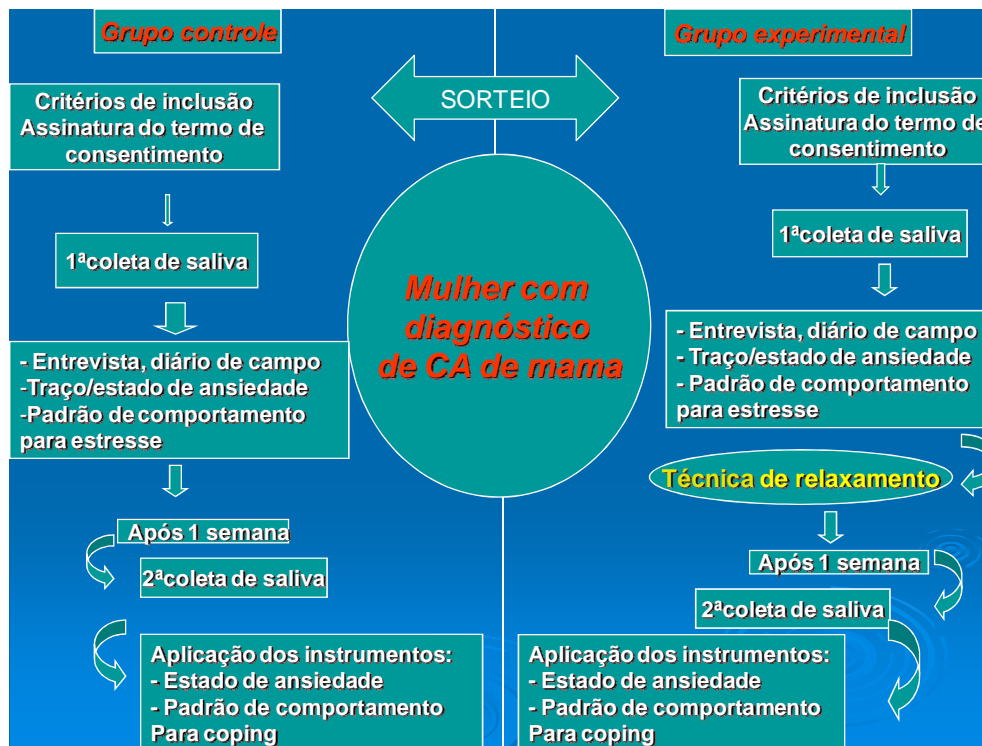 Grupo controle
Critérios de inclusão
Assinatura do termo de
consentimento
1ªcoleta de saliva
- Entrevista, diário de campo
-Traço/estado de ansiedade
-Padrão de comportamento
para estresse
Após 1 semana
2ªcoleta de saliva
Aplicação dos instrumentos:
- Estado de ansiedade
- Padrão de comportamento
Para coping
SORTEIO
Mulher com
diagnóstico
de CA de mama
Grupo experimental
Critérios de inclusão
Assinatura do termo de
consentimento
1ªcoleta de saliva
- Entrevista, diário de campo
- Traço/estado de ansiedade
- Padrão de comportamento
para estresse
Técnica de relaxamento
Após 1 semana
2ªcoleta de saliva
Aplicação dos instrumentos:
- Estado de ansiedade
- Padrão de comportamento
Para coping